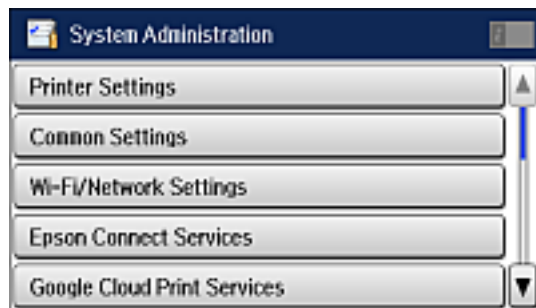 System Administration
Printer Settings
Common Settings
Wi-Fi/Network Settings
Epson Connect Services
Google Cloud Print Services